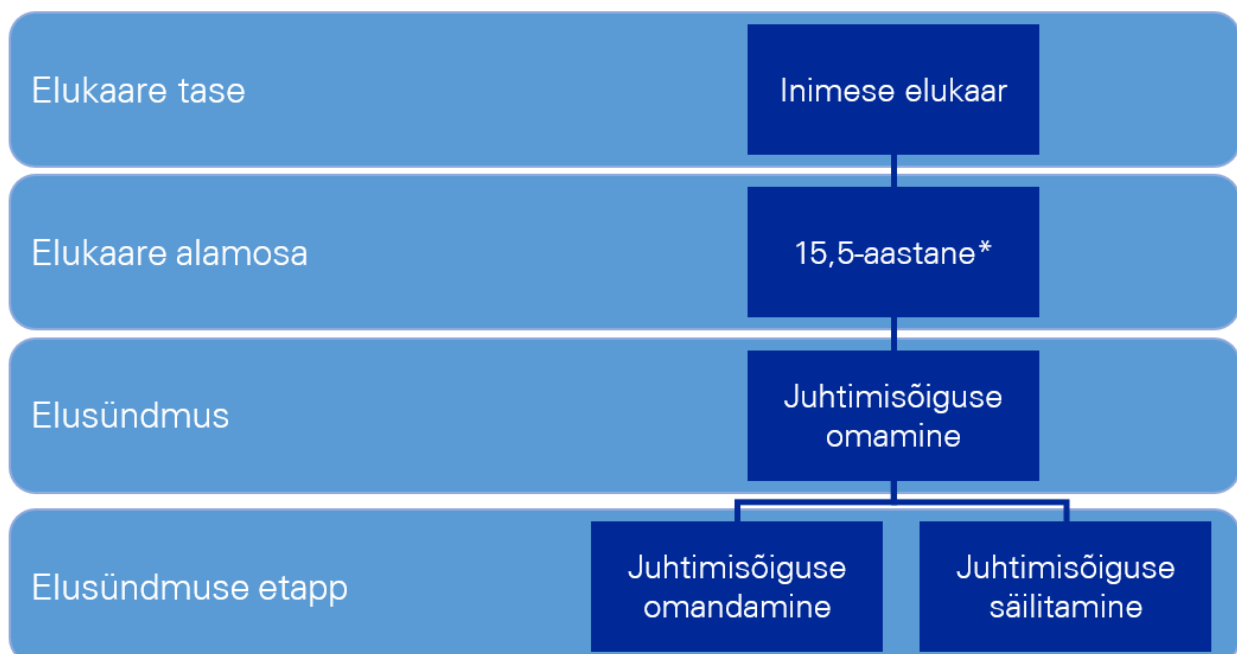 Elukaare tase
Inimese elukaar
Elukaare alamosa
15,5-aastane*
Elusündmus
Juhtimisõiguse
omamine
Elusündmuse etapp
Juhtimisõiguse
omandamine
Juhtimisõiguse
säilitamine